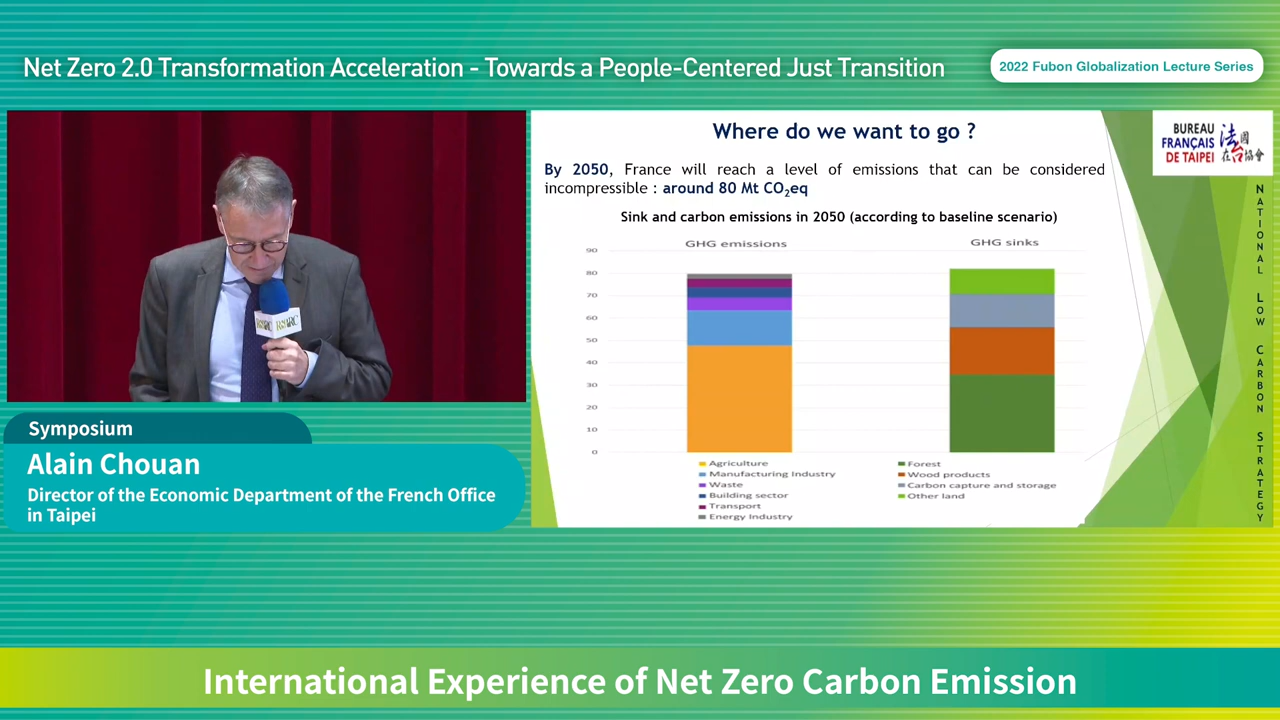 Net Zero 2.0 Transformation Acceleration - Towards a People-Centered Just Transition
2022 Fubon Globalization Lecture Series
Where do we want to go ?
BUREAU
FRANÇAIS
DE TAIPEI
法國
在台協會
By 2050, France will reach a level of emissions that can be considered
incompressible : around 80 Mt CO2eq
Sink and carbon emissions in 2050 (according to baseline scenario)
GHG emissions
GHG sinks
90
80
70
60
50
40
30
20
10
0
Agriculture
Manufacturing Industry
Waste
Building sector
Transport
Energy Industry
Forest
Wood products
Carbon capture and storage
Other land
NATIONAL LOW CARBON STRATEGY
Symposium
Alain Chouan
Director of the Economic Department of the French Office
in Taipei
International Experience of Net Zero Carbon Emission